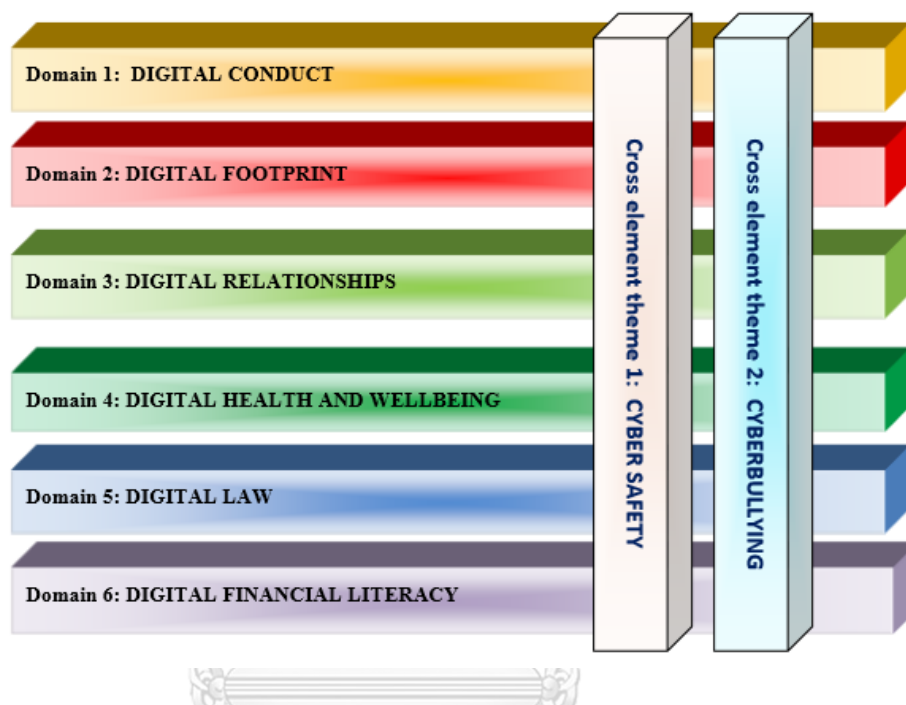 Domain 1: DIGITAL CONDUCT
Domain 2: DIGITAL FOOTPRINT
Domain 3: DIGITAL RELATIONSHIPS
Domain 4: DIGITAL HEALTH AND WELLBEING
Domain 5: DIGITAL LAW
Domain 6: DIGITAL FINANCIAL LITERACY
Cross element theme 1: CYBER SAFETY
Cross element theme 2: CYBERBULLYING